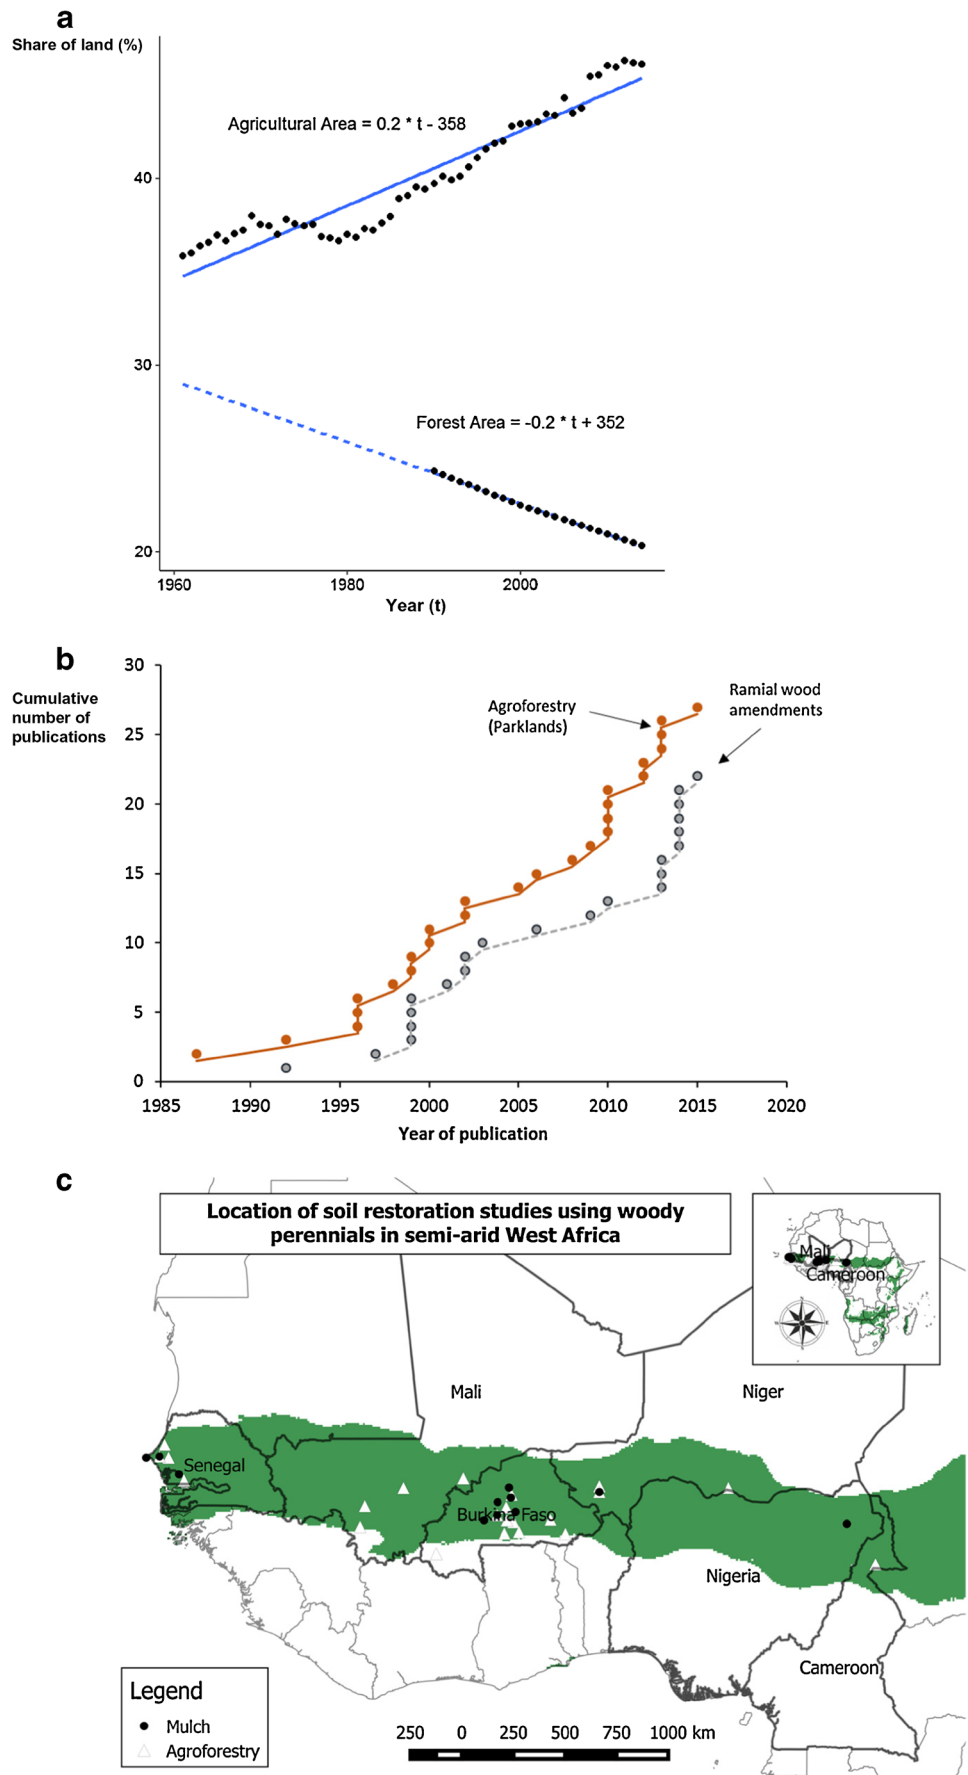 a
Share of land (%)
Agricultural Area = 0.2 * t - 358
40
30
Forest Area = -0.2 * t + 352
20
1960 1980 2000
Year (t)
b
30
Cumulative
number of
publications
Agroforestry
(Parklands)
Ramial wood
amendments
25
20
15
10
5
0
1985 1990 1995 2000 2005 2010 2015 2020
Year of publication
c
Location of soil restoration studies using woody
perennials in semi-arid West Africa
Mali
Cameroon
Mali
Niger
Senegal
Burkina Faso
Nigeria
Cameroon
Legend
Mulch
Agroforestry
250 0 250 500 750 1000 km